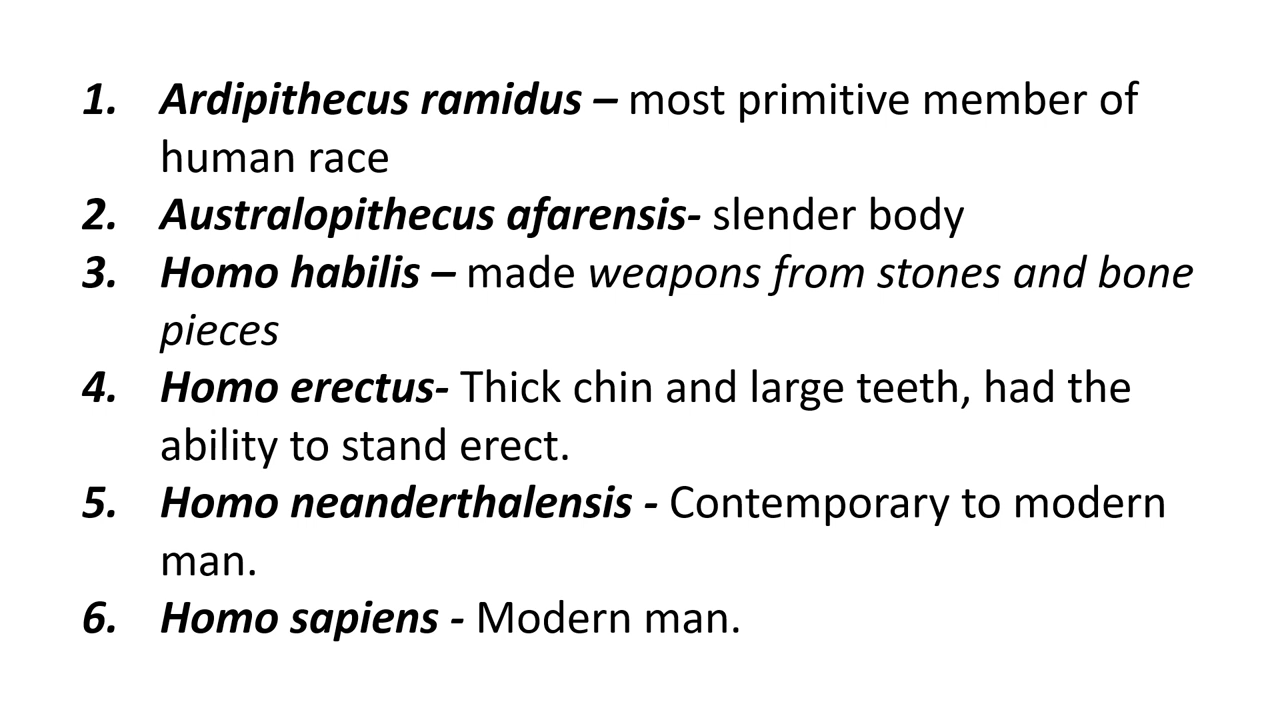 1. Ardipithecus ramidus – most primitive member of
human race
2. Australopithecus afarensis- slender body
3. Homo habilis – made weapons from stones and bone
pieces
4. Homo erectus- Thick chin and large teeth, had the
ability to stand erect.
5. Homo neanderthalensis - Contemporary to modern
man.
6. Homo sapiens - Modern man.